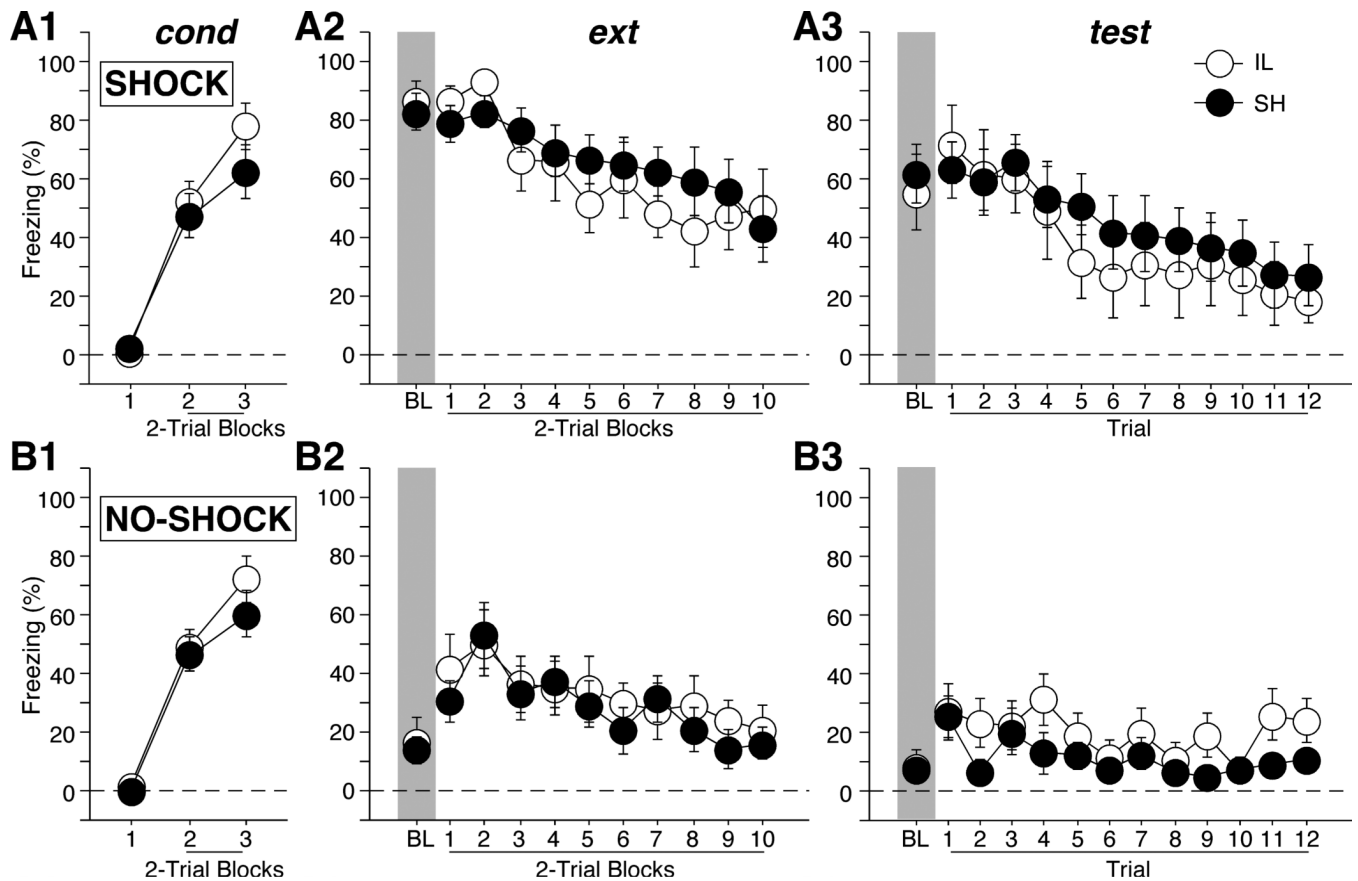 A1 cond A2 ext A3 test
SHOCK
IL
SH
Freezing (%)
100
80
60
40
20
0
1 2 3
2-Trial Blocks
100
80
60
40
20
0
BL 1 2 3 4 5 6 7 8 9 10
2-Trial Blocks
100
80
60
40
20
0
BL 1 2 3 4 5 6 7 8 9 10 11 12
Trial
B1 B2 B3
NO-SHOCK
Freezing (%)
100
80
60
40
20
0
1 2 3
2-Trial Blocks
100
80
60
40
20
0
BL 1 2 3 4 5 6 7 8 9 10
2-Trial Blocks
100
80
60
40
20
0
BL 1 2 3 4 5 6 7 8 9 10 11 12
Trial